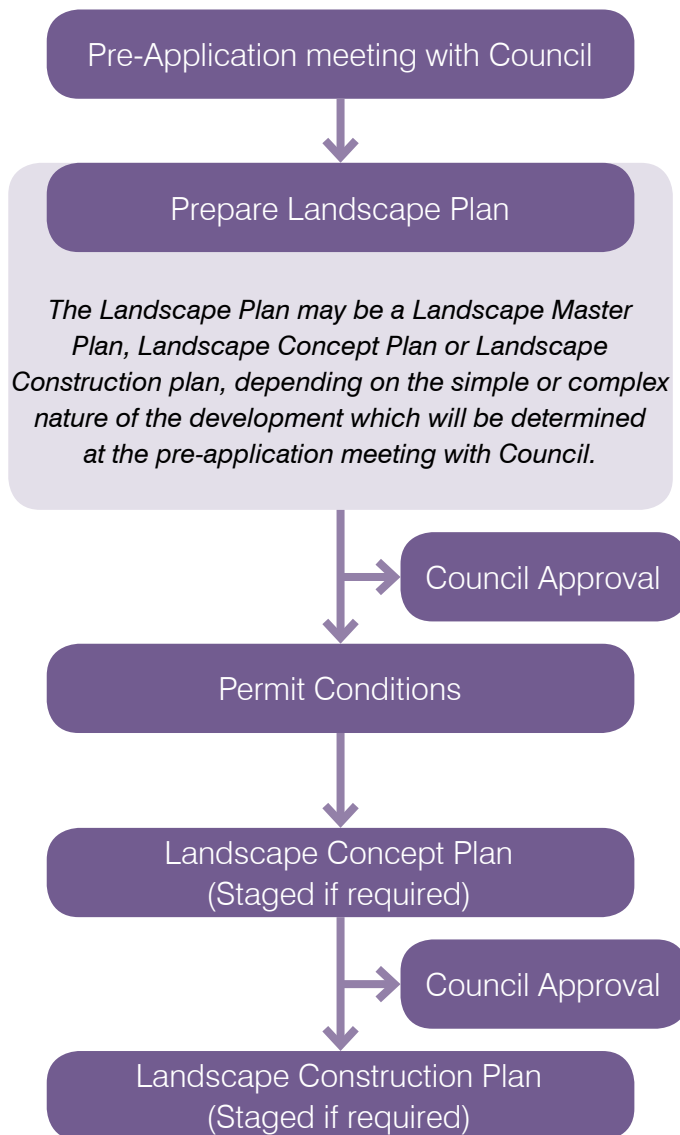 Pre-Application meeting with Council
Prepare Landscape Plan
The Landscape Plan may be a Landscape Master
Plan, Landscape Concept Plan or Landscape
Construction plan, depending on the simple or complex
nature of the development which will be determined
at the pre-application meeting with Council.
Council Approval
Permit Conditions
Landscape Concept Plan
(Staged if required)
Council Approval
Landscape Construction Plan
(Staged if required)